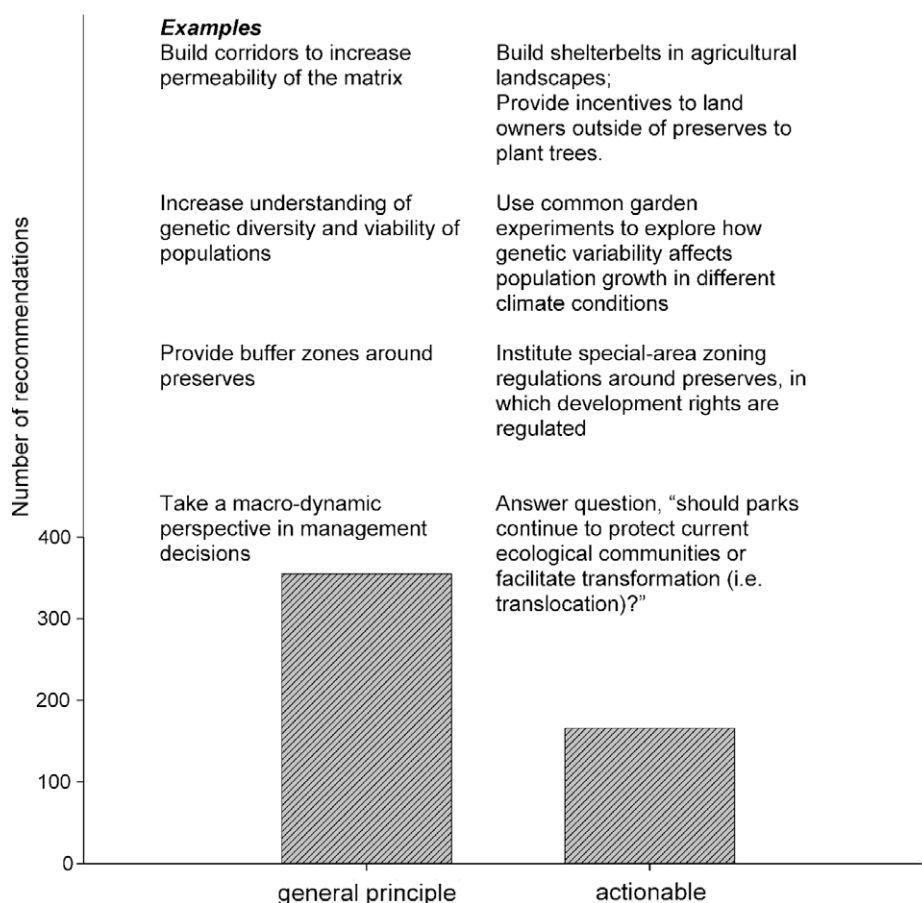 Examples
Build corridors to increase
permeability of the matrix
Build shelterbelts in agricultural
landscapes;
Provide incentives to land
owners outside of preserves to
plant trees.
Increase understanding of
genetic diversity and viability of
populations
Use common garden
experiments to explore how
genetic variability affects
population growth in different
climate conditions
Provide buffer zones around
preserves
Institute special-area zoning
regulations around preserves, in
which development rights are
regulated
Take a macro-dynamic
perspective in management
decisions
Answer question, “should parks
continue to protect current
ecological communities or
facilitate transformation (i.e.
translocation)?”
Number of recommendations
400
300
200
100
0
general principle
actionable